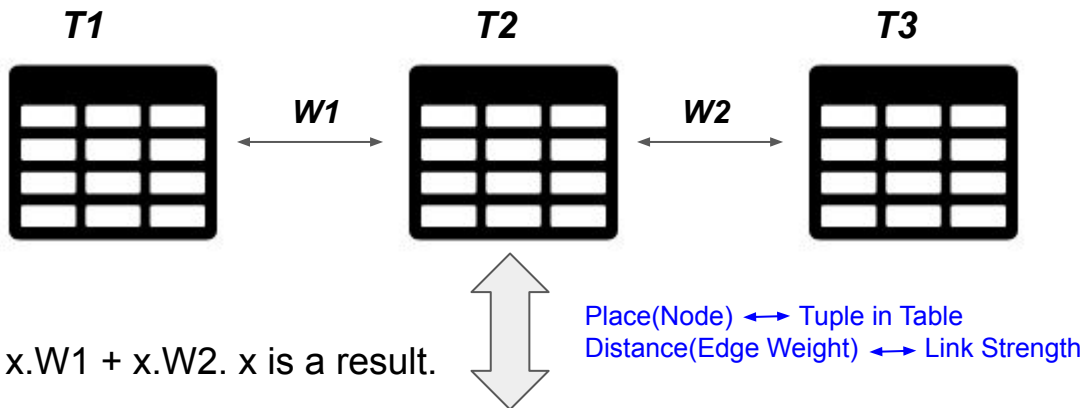 T1 T2 T3
W1 W2
Place(Node) ↔ Tuple in Table
Distance(Edge Weight) ↔ Link Strength
x.W1 + x.W2. x is a result.